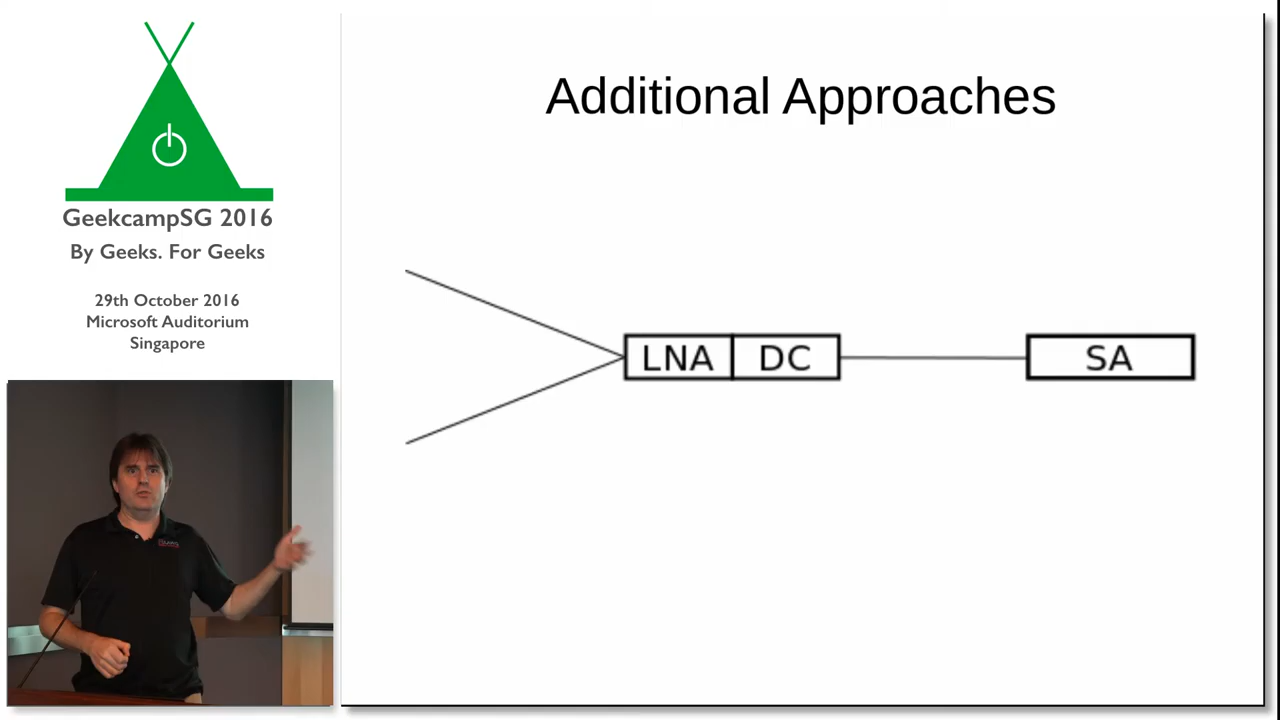 GeekcampSG 2016
By Geeks. For Geeks
29th October 2016
Microsoft Auditorium
Singapore
Additional Approaches
LNA DC SA